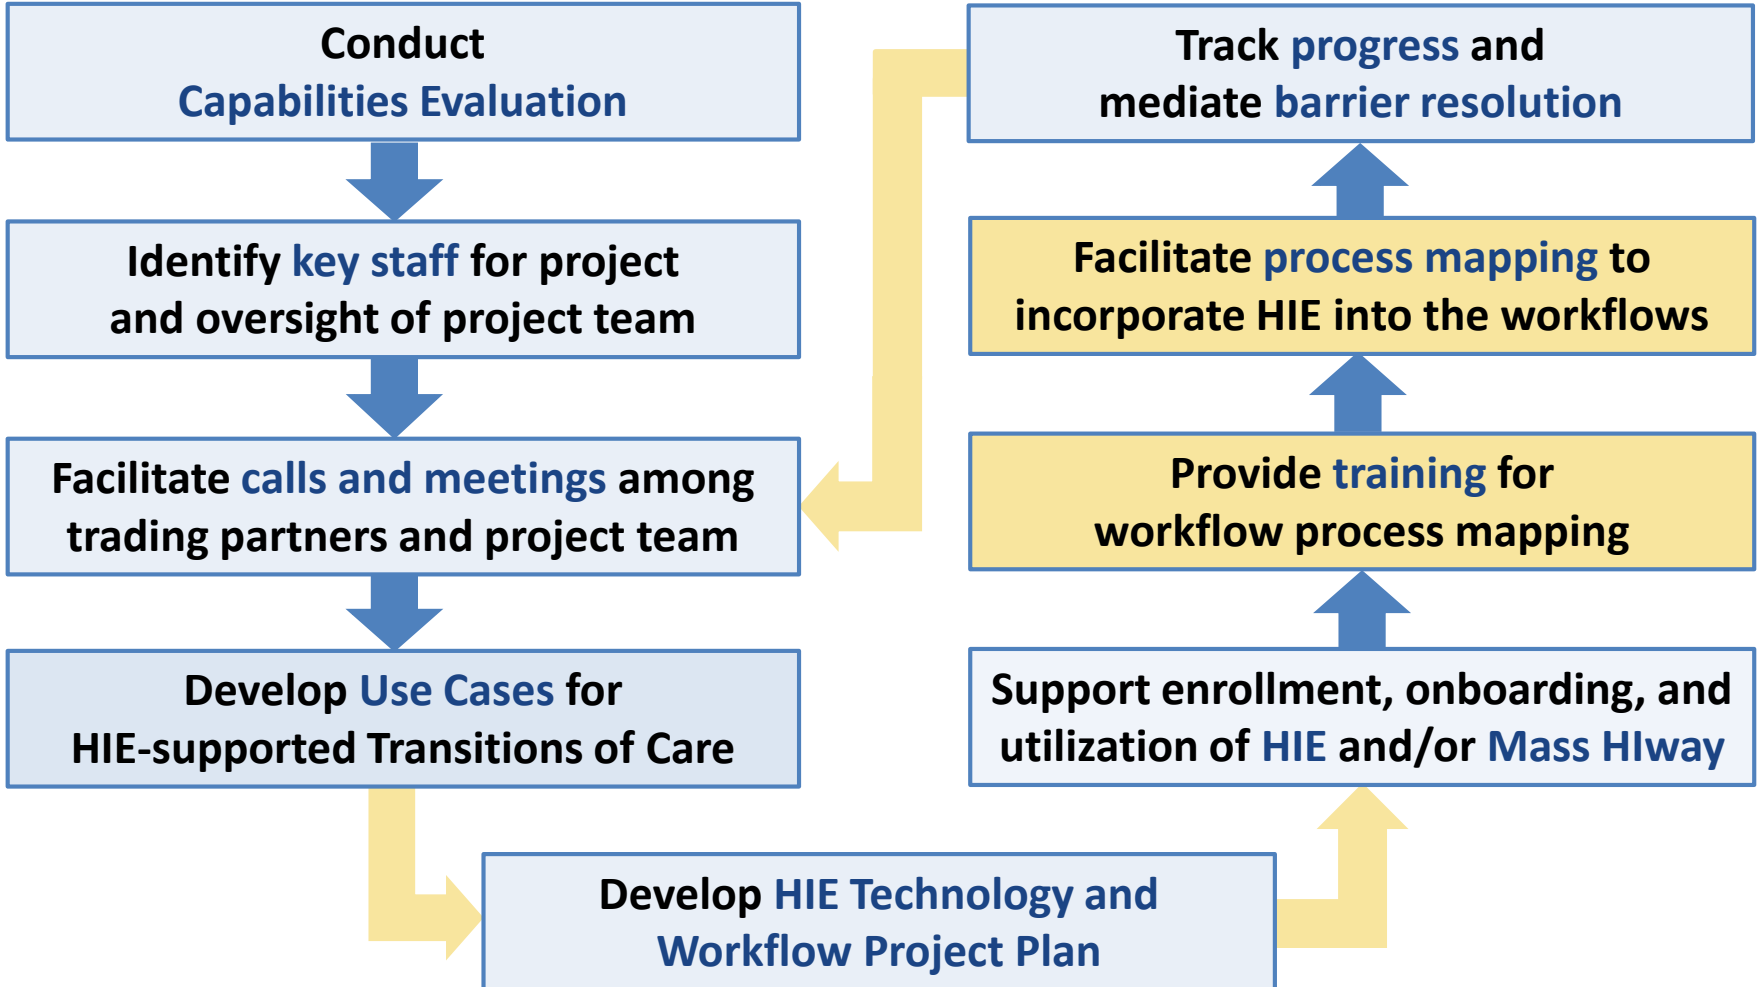 Conduct
Capabilities Evaluation
Identify key staff for project
and oversight of project team
Facilitate calls and meetings among
trading partners and project team
Develop Use Cases for
HIE-supported Transitions of Care
Develop HIE Technology and
Workflow Project Plan
Support enrollment, onboarding, and
utilization of HIE and/or Mass HIway
Provide training for
workflow process mapping
Facilitate process mapping to
incorporate HIE into the workflows
Track progress and
mediate barrier resolution